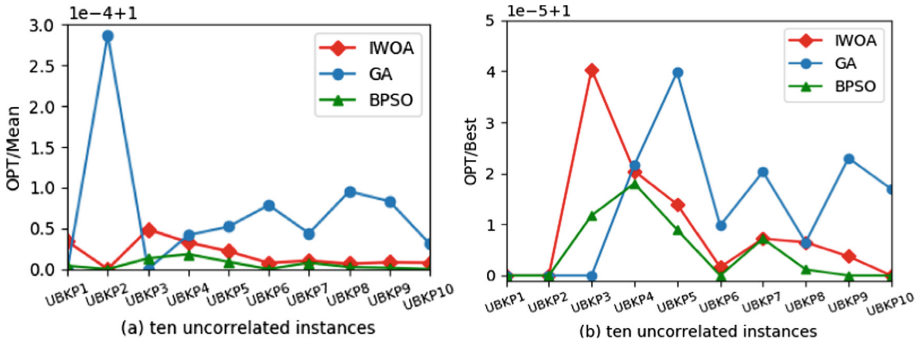 1e−4+1
3.0
2.5
2.0
1.5
1.0
0.5
0.0
OPT/Mean
IWOA
GA
BPSO
UBKP1 UBKP2 UBKP3 UBKP4 UBKP5 UBKP6 UBKP7 UBKP8 UBKP9 UBKP10
(a) ten uncorrelated instances
1e−5+1
5
4
3
2
1
0
OPT/Best
IWOA
GA
BPSO
UBKP1 UBKP2 UBKP3 UBKP4 UBKP5 UBKP6 UBKP7 UBKP8 UBKP9 UBKP10
(b) ten uncorrelated instances